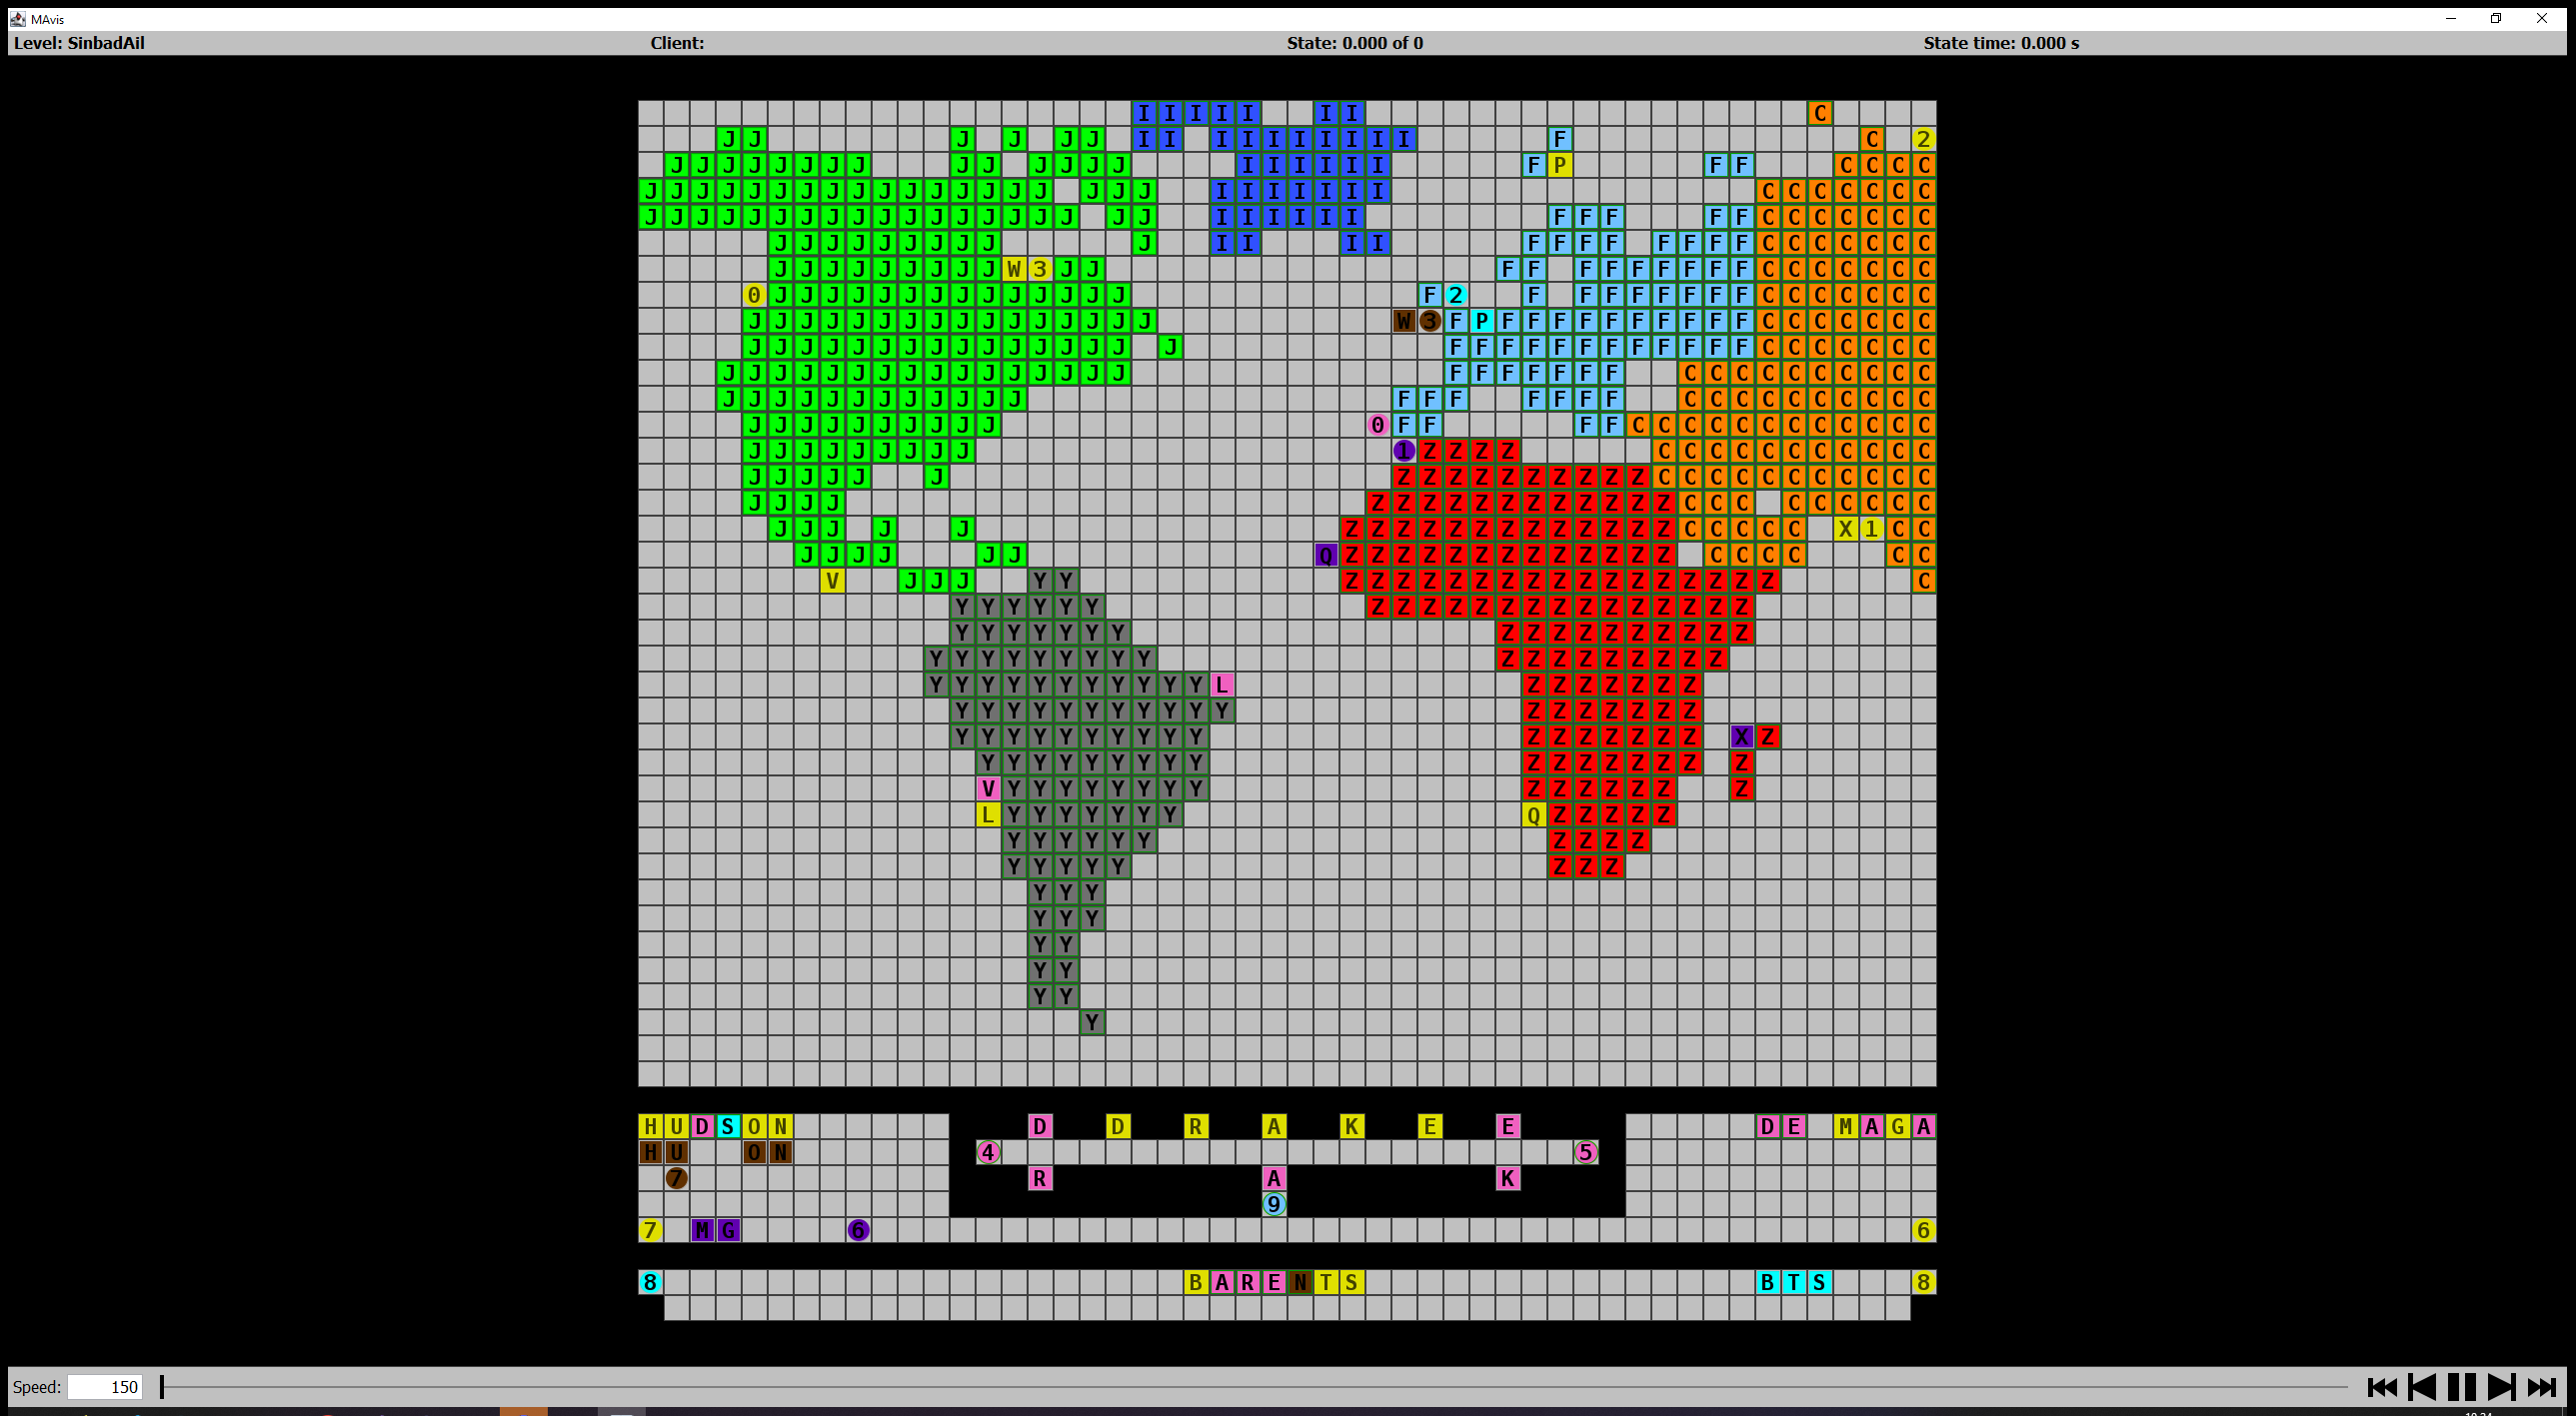 MAvis
Level: SinbadAil Client: State: 0.000 of 0 State time: 0.000 s
I I I I I I I C
J J J J J J I I I I I I I I I I F C 2
J J J J J J J J J J J J J J I I I I I I F P F F C C C C
J J J J J J J J J J J J J J J J J J J I I I I I I I C C C C C C C
J J J J J J J J J J J J J J J J J J J I I I I I I F F F F F C C C C C C C
J J J J J J J J J J I I I I F F F F F F F F C C C C C C C
J J J J J J J J J W 3 J J F F F F F F F F F C C C C C C C
0 J J J J J J J J J J J J J J F 2 F F F F F F F F C C C C C C C
J J J J J J J J J J J J J J J J W 3 F P F F F F F F F F F F C C C C C C C
J J J J J J J J J J J J J J J J F F F F F F F F F F F F C C C C C C C
J J J J J J J J J J J J J J J J F F F F F F F C C C C C C C C C C
J J J J J J J J J J J J F F F F F F F C C C C C C C C C C
J J J J J J J J J J 0 F F F F C C C C C C C C C C C C
J J J J J J J J J 1 Z Z Z Z C C C C C C C C C C C
J J J J J J Z Z Z Z Z Z Z Z Z Z C C C C C C C C C C C
J J J J Z Z Z Z Z Z Z Z Z Z Z Z C C C C C C C C C
J J J J J Z Z Z Z Z Z Z Z Z Z Z Z Z C C C C C X 1 C C
J J J J J J Q Z Z Z Z Z Z Z Z Z Z Z Z Z C C C C C C
V J J J Y Y Z Z Z Z Z Z Z Z Z Z Z Z Z Z Z Z Z C
Y Y Y Y Y Y Z Z Z Z Z Z Z Z Z Z Z Z Z Z Z
Y Y Y Y Y Y Y Z Z Z Z Z Z Z Z Z Z
Y Y Y Y Y Y Y Y Y Z Z Z Z Z Z Z Z Z
Y Y Y Y Y Y Y Y Y Y Y L Z Z Z Z Z Z Z
Y Y Y Y Y Y Y Y Y Y Y Z Z Z Z Z Z Z
Y Y Y Y Y Y Y Y Y Y Z Z Z Z Z Z Z X Z
Y Y Y Y Y Y Y Y Y Z Z Z Z Z Z Z Z
V Y Y Y Y Y Y Y Y Z Z Z Z Z Z Z
L Y Y Y Y Y Y Y Q Z Z Z Z Z
Y Y Y Y Y Y Z Z Z Z
Y Y Y Y Y Z Z Z
Y Y Y
Y Y Y
Y Y
Y Y
Y Y
Y
H U D S O N D D R A K E E D E M A G A
H U O N 4 5
7 R A K
9
7 M G 6 6
8 B A R E N T S B T S 8
Speed: 150